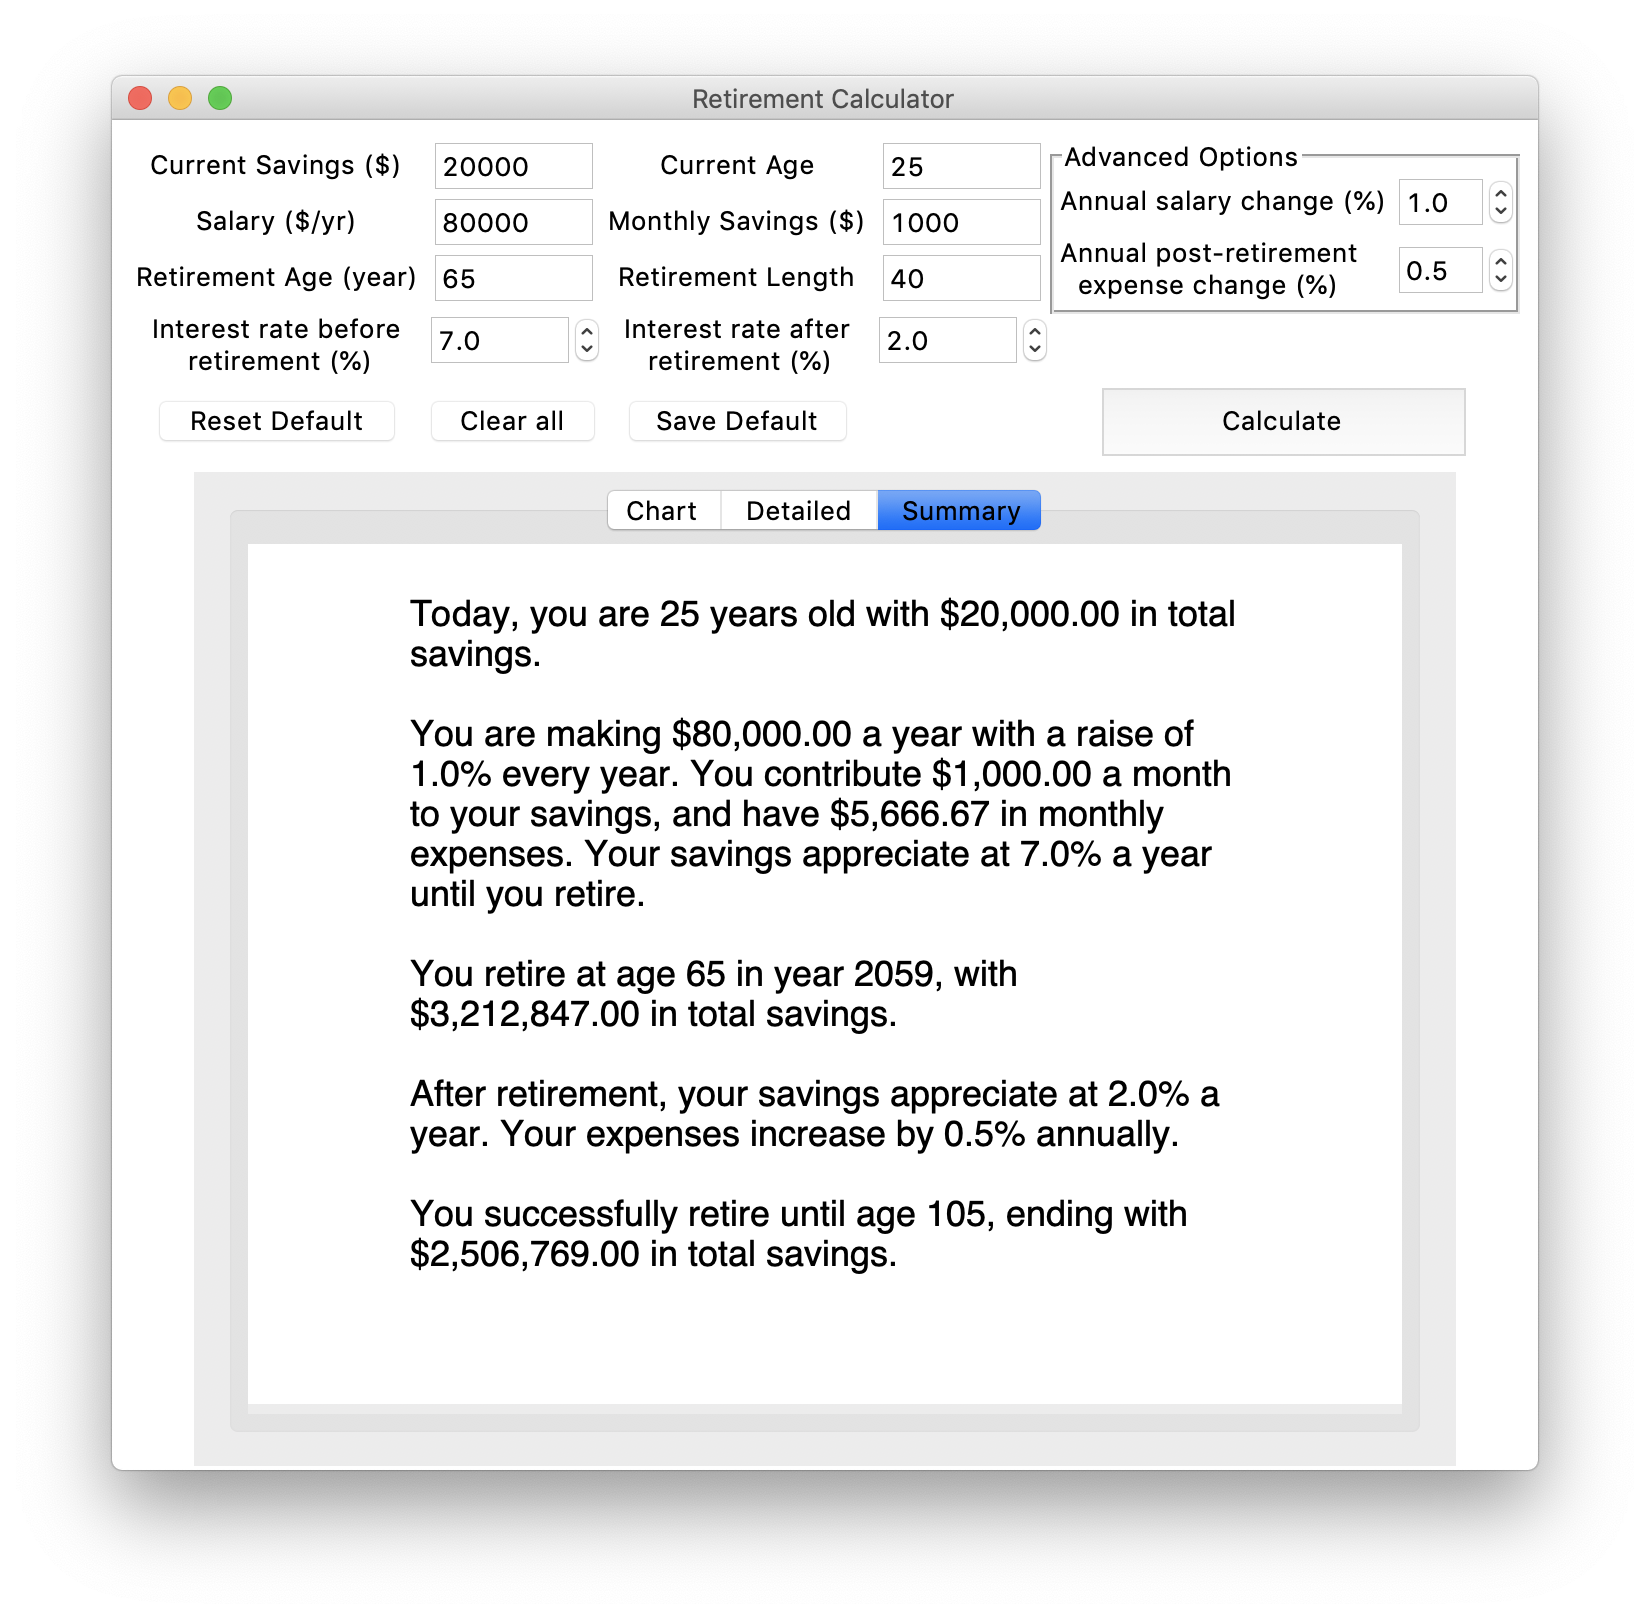 Retirement Calculator
Current Savings ($) 20000 Current Age 25
Salary ($/yr) 80000 Monthly Savings ($) 1000
Retirement Age (year) 65 Retirement Length 40
Interest rate before
retirement (%) 7.0
Interest rate after
retirement (%) 2.0
Advanced Options
Annual salary change (%) 1.0
Annual post-retirement
expense change (%) 0.5
Reset Default Clear all Save Default Calculate
Chart Detailed Summary
Today, you are 25 years old with $20,000.00 in total
savings.
You are making $80,000.00 a year with a raise of
1.0% every year. You contribute $1,000.00 a month
to your savings, and have $5,666.67 in monthly
expenses. Your savings appreciate at 7.0% a year
until you retire.
You retire at age 65 in year 2059, with
$3,212,847.00 in total savings.
After retirement, your savings appreciate at 2.0% a
year. Your expenses increase by 0.5% annually.
You successfully retire until age 105, ending with
$2,506,769.00 in total savings.